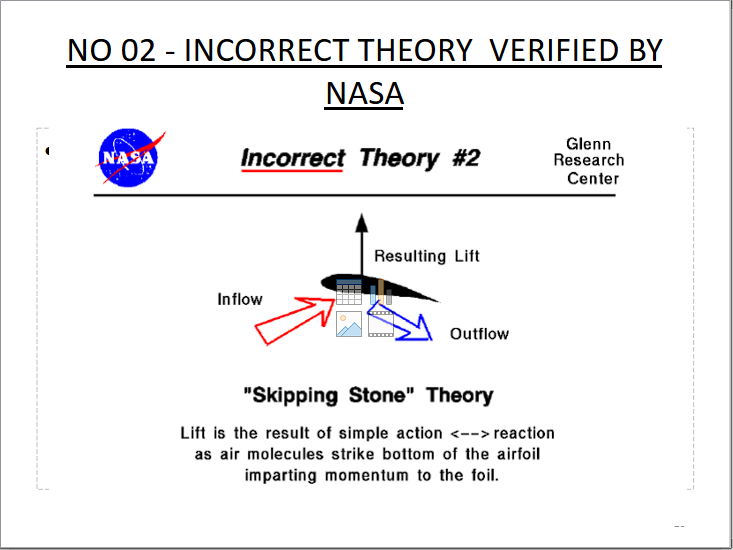 NO 02 - INCORRECT THEORY VERIFIED BY
NASA
NASA
Incorrect Theory #2
Glenn
Research
Center
Resulting Lift
Inflow
Outflow
"Skipping Stone" Theory
Lift is the result of simple action <--> reaction
as air molecules strike bottom of the airfoil
imparting momentum to the foil.